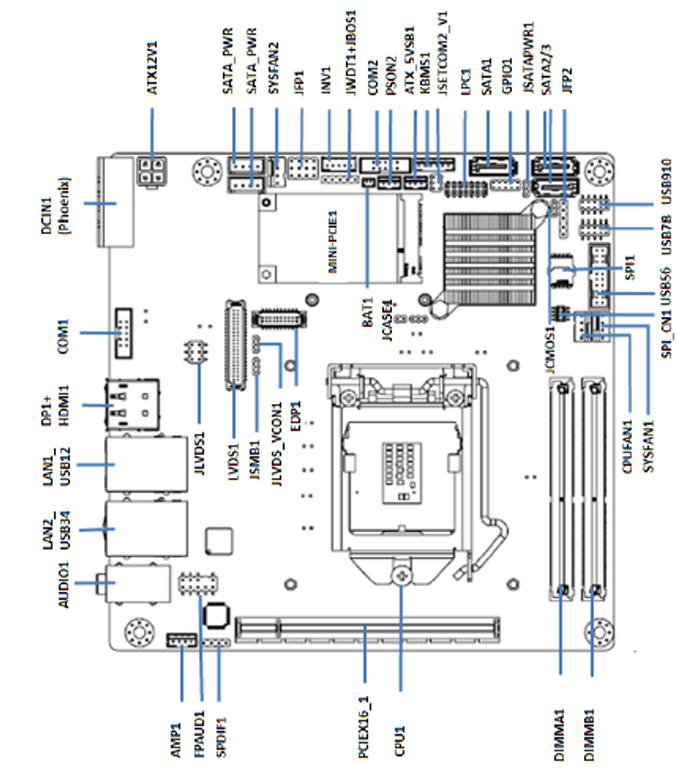 ATX12V1
SATA_PWR
SATA_PWR
SYSFAN2
JFP1
INV1
JWDT1+JBOS1
COM2
PSON2
ATX_5VSB1
KBMS1
JSETCOM2_V1
LPC1
SATA1
GPIO1
JSATAPWR1
SATA2/3
JFP2
DCIN1
(Phoenix)
COM1
DP1+
HDMI1
LAN1_
USB12
LAN2_
USB34
AUDIO1
MINI-PCIE1
BAT1
JCASE1
USB910
USB78
SPI1
USB56
SPI_CN1
JCMOS1
CPUFAN1
SYSFAN1
JLVDS1
LVDS1
JSMB1
JLVDS_VCON1
EDP1
AMP1
FPAUD1
SPDIF1
PCIEX16_1
CPU1
DIMMA1
DIMMB1